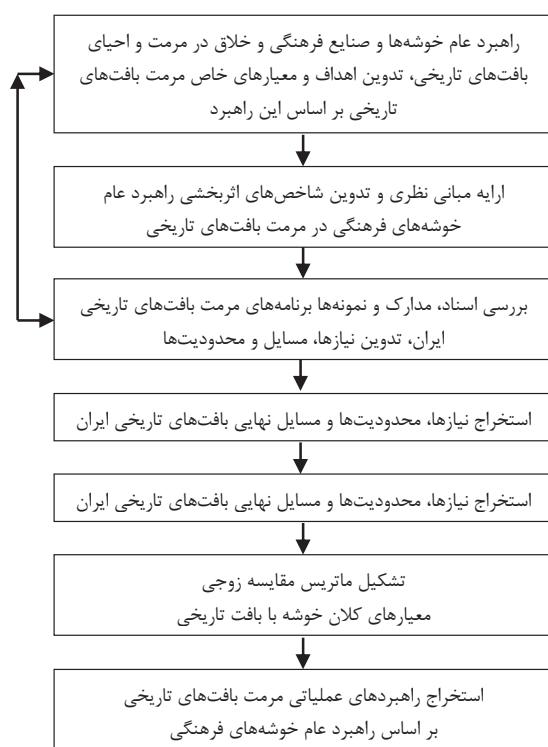 راهبرد عام خوشه‌ها و صنایع فرهنگی و خلاق در مرمت و احیای
بافت‌های تاریخی، تدوین اهداف و معیارهای خاص مرمت بافت‌های
تاریخی بر اساس این راهبرد
ارایه مبانی نظری و تدوین شاخص‌های اثربخشی راهبرد عام
خوشه‌های فرهنگی در مرمت بافت‌های تاریخی
بررسی اسناد، مدارک و نمونه‌ها برنامه‌های مرمت بافت‌های تاریخی
ایران، تدوین نیازها، مسایل و محدودیت‌ها
استخراج نیازها، محدودیت‌ها و مسایل نهایی بافت‌های تاریخی ایران
استخراج نیازها، محدودیت‌ها و مسایل نهایی بافت‌های تاریخی ایران
تشکیل ماتریس مقایسه زوجی
معیارهای کلان خوشه با بافت تاریخی
استخراج راهبردهای عملیاتی مرمت بافت‌های تاریخی
بر اساس راهبرد عام خوشه‌های فرهنگی